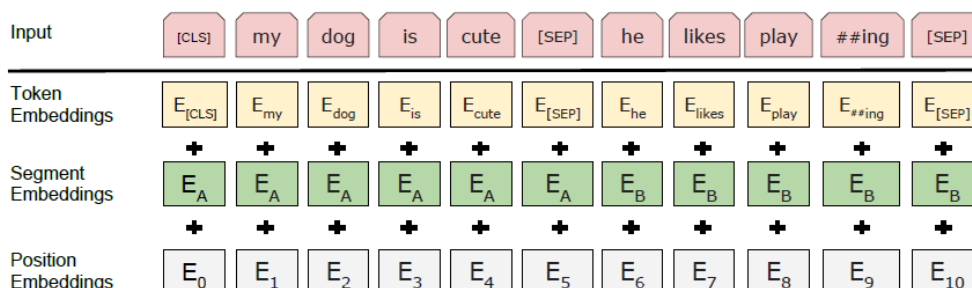 Input [CLS] my dog is cute [SEP] he likes play ##ing [SEP]
Token
Embeddings
E[CLS] Emy Edog Eis Ecute E[SEP] Ehe Elikes Eplay E##ing E[SEP]
+ + + + + + + + + + +
Segment
Embeddings
EA EA EA EA EA EA EB EB EB EB EB
+ + + + + + + + + + +
Position
Embeddings
E0 E1 E2 E3 E4 E5 E6 E7 E8 E9 E10